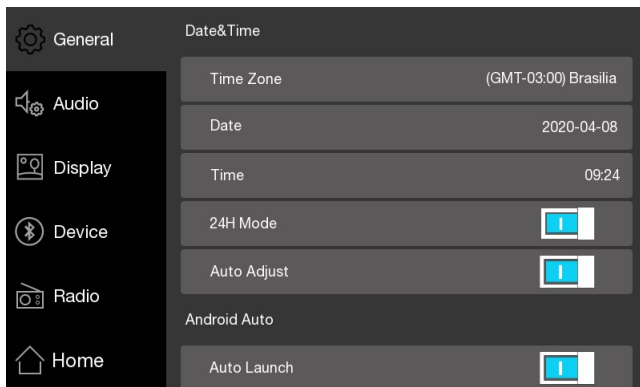 General
Audio
Display
Device
Radio
Home
Date&Time
Time Zone (GMT-03:00) Brasilia
Date 2020-04-08
Time 09:24
24H Mode
Auto Adjust
Android Auto
Auto Launch